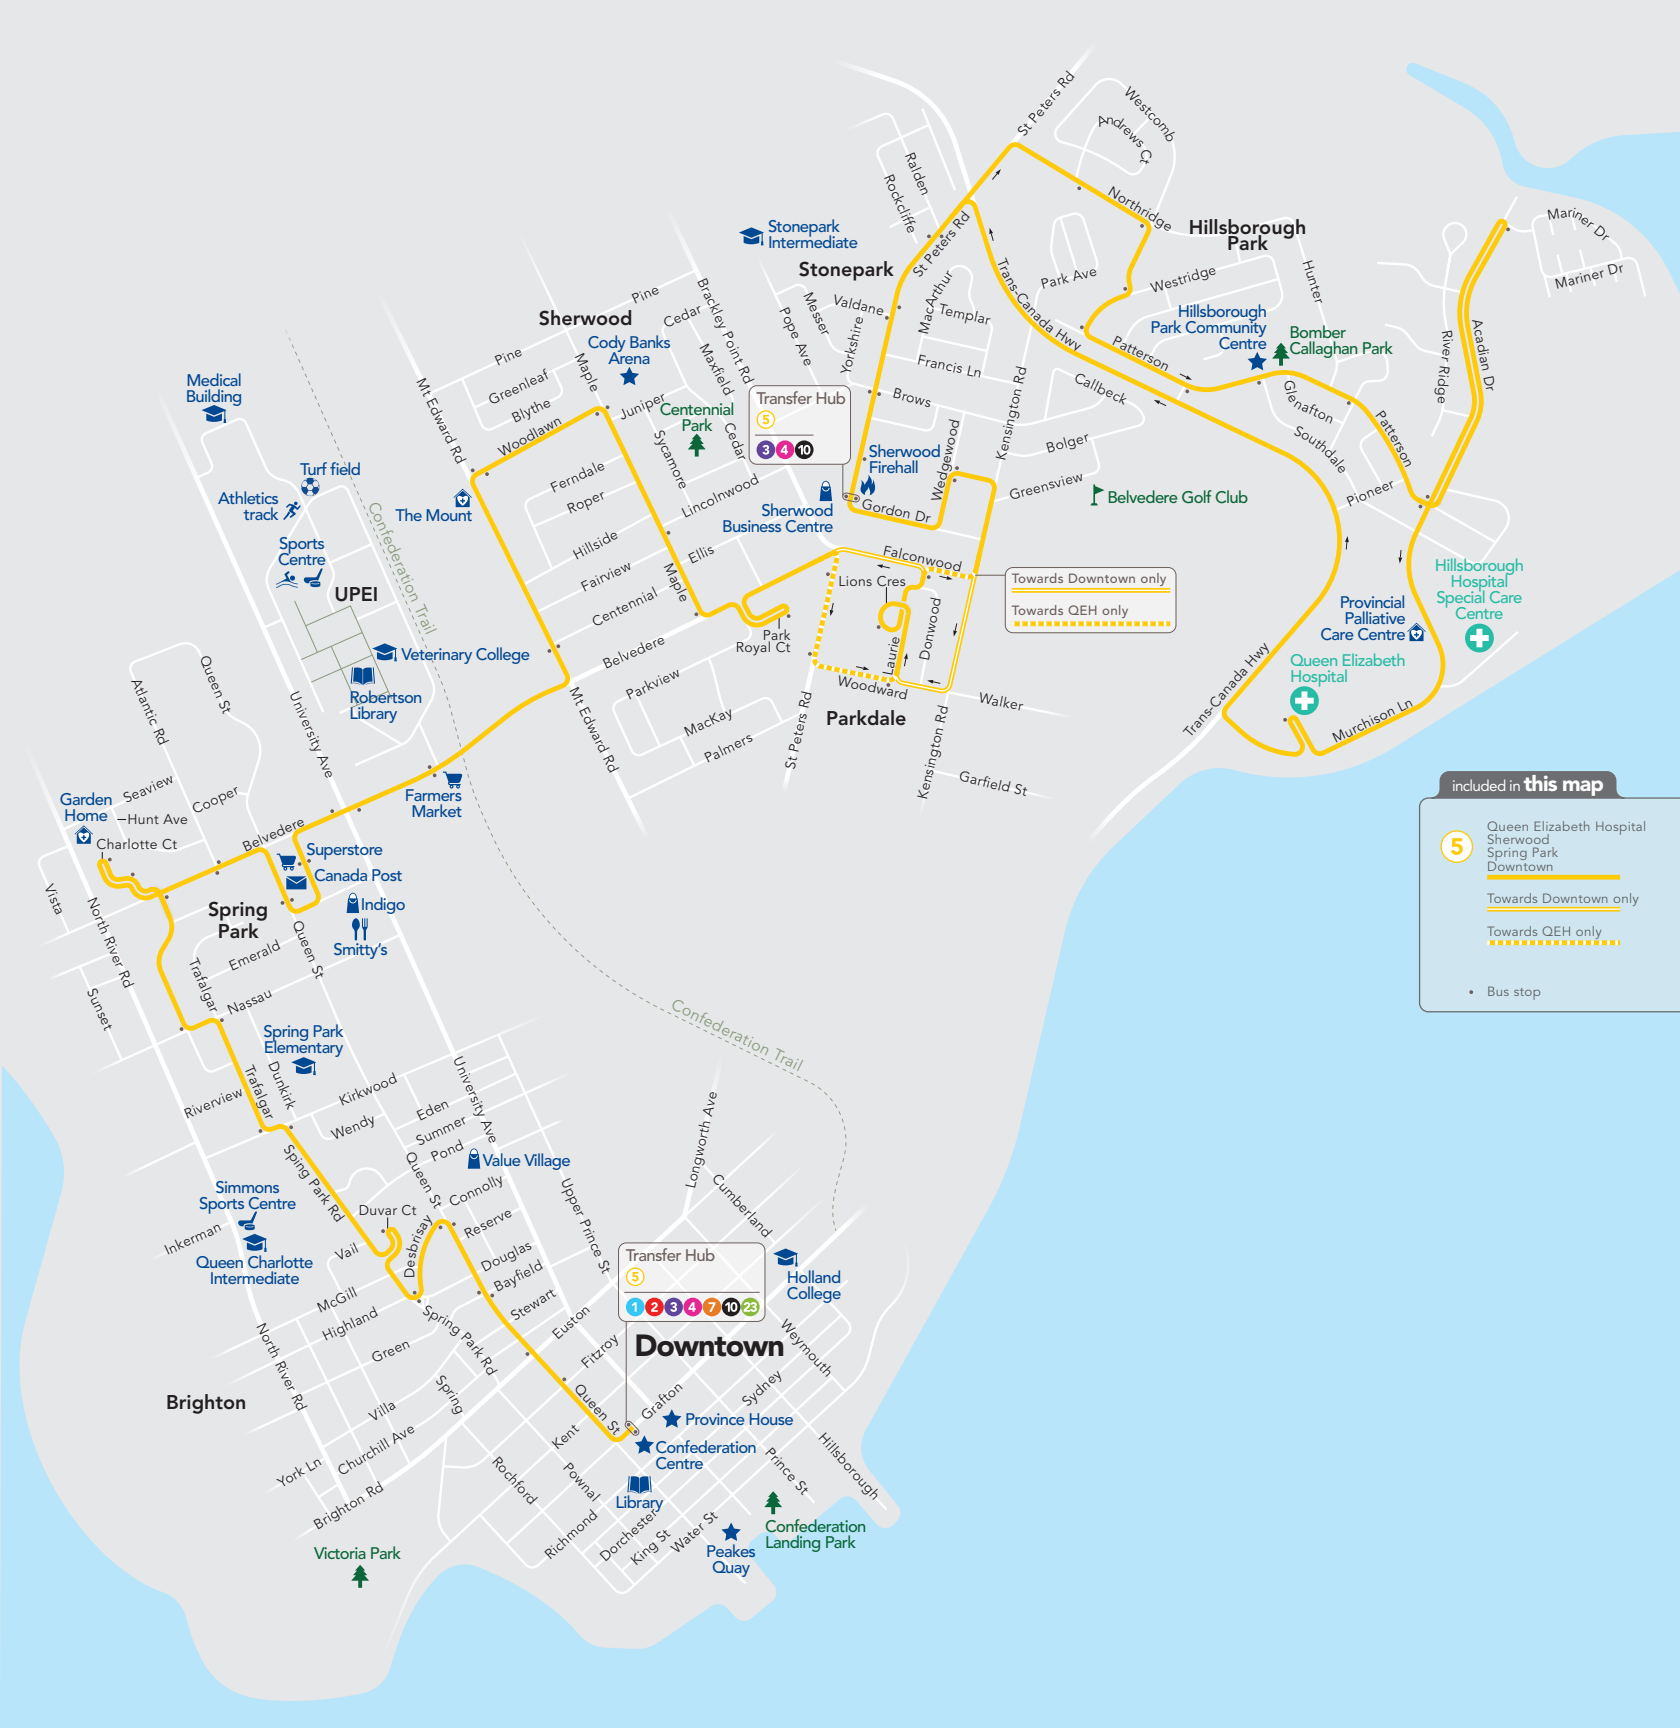 St Peters Rd
Westcomb
Andrews Ct
Ralden
Rockcliffe
Northridge
Stonepark
Intermediate
Stonepark
St Peters Rd
Trans-Canada Hwy
Park Ave
Hillsborough
Park
Westridge
Hunter
Mariner Dr
Mariner Dr
Acadian Dr
River Ridge
Pine
Cedar
Brackley Point Rd
Pope Ave
Messer
Valdane
Yorkshire
MacArthur
Templar
Francis Ln
Brows
Kensington Rd
Wedgewood
Callbeck
Bolger
Greensview
Patterson
Hillsborough
Park Community
Centre
Bomber
Callaghan Park
Glenafton
Southdale
Patterson
Pioneer
Sherwood
Cody Banks
Arena
Pine
Greenleaf
Blythe
Maple
Juniper
Woodlawn
Maxfield
Cedar
Centennial
Park
Sycamore
Lincolnwood
Transfer Hub
5
3 4 10
Sherwood
Firehall
Sherwood
Business Centre
Gordon Dr
Belvedere Golf Club
Medical
Building
Mt Edward Rd
The Mount
Turf field
Athletics
track
Sports
Centre
Confederation Trail
UPEI
Veterinary College
Robertson
Library
Ferndale
Roper
Hillside
Fairview
Centennial
Belvedere
Maple
Ellis
Parkview
MacKay
Palmers
Mt Edward Rd
Park
Royal Ct
Falconwood
Lions Cres
Laurie
Donwood
Woodward
Walker
Parkdale
St Peters Rd
Kensington Rd
Garfield St
Towards Downtown only
Towards QEH only
Trans-Canada Hwy
Queen Elizabeth
Hospital
Provincial
Palliative
Care Centre
Hillsborough
Hospital
Special Care
Centre
Murchison Ln
Atlantic Rd
Queen St
University Ave
Seaview
Cooper
Hunt Ave
Garden
Home
Charlotte Ct
Belvedere
Farmers
Market
Superstore
Canada Post
Indigo
Smitty's
Vista
North River Rd
Sunset
Spring
Park
Emerald
Nassau
Trafalgar
Queen St
Spring Park
Elementary
Dunkirk
Trafalgar
Riverview
Kirkwood
Wendy
Eden
Summer
Pond
University Ave
Value Village
Confederation Trail
Longworth Ave
Cumberland
Sping Park Rd
Simmons
Sports Centre
Inkerman
Queen Charlotte
Intermediate
Duvar Ct
Vail
Desbrisay
Queen St
Connolly
Reserve
Douglas
Bayfield
Stewart
Upper Prince St
Euston
Fitzroy
McGill
Highland
Green
Spring Park Rd
Spring
Villa
Churchill Ave
York Ln
Brighton Rd
North River Rd
Brighton
Victoria Park
Transfer Hub
5
1 2 3 4 7 10 23
Downtown
Holland
College
Weymouth
Sydney
Grafton
Queen St
Kent
Pownal
Rochford
Richmond
Dorchester
King St
Water St
Prince St
Hillsborough
Province House
Confederation
Centre
Library
Peakes
Quay
Confederation
Landing Park
included in this map
5
Queen Elizabeth Hospital
Sherwood
Spring Park
Downtown
Towards Downtown only
Towards QEH only
Bus stop